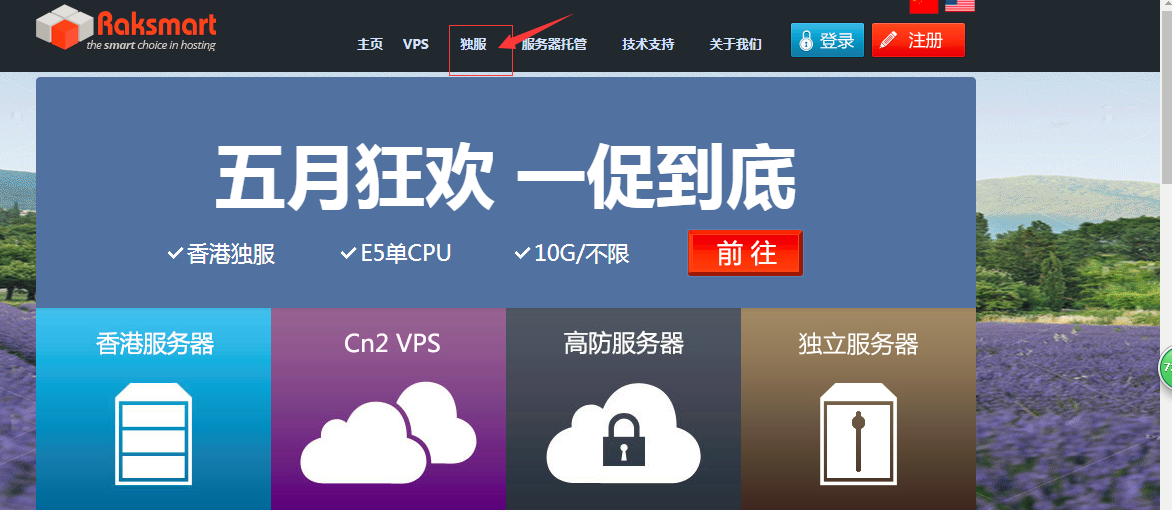 Raksmart
the smart choice in hosting
主页 VPS 独服 服务器托管 技术支持 关于我们 登录 注册
五月狂欢 一促到底
香港独服 E5单CPU 10G/不限 前往
香港服务器 Cn2 VPS 高防服务器 独立服务器